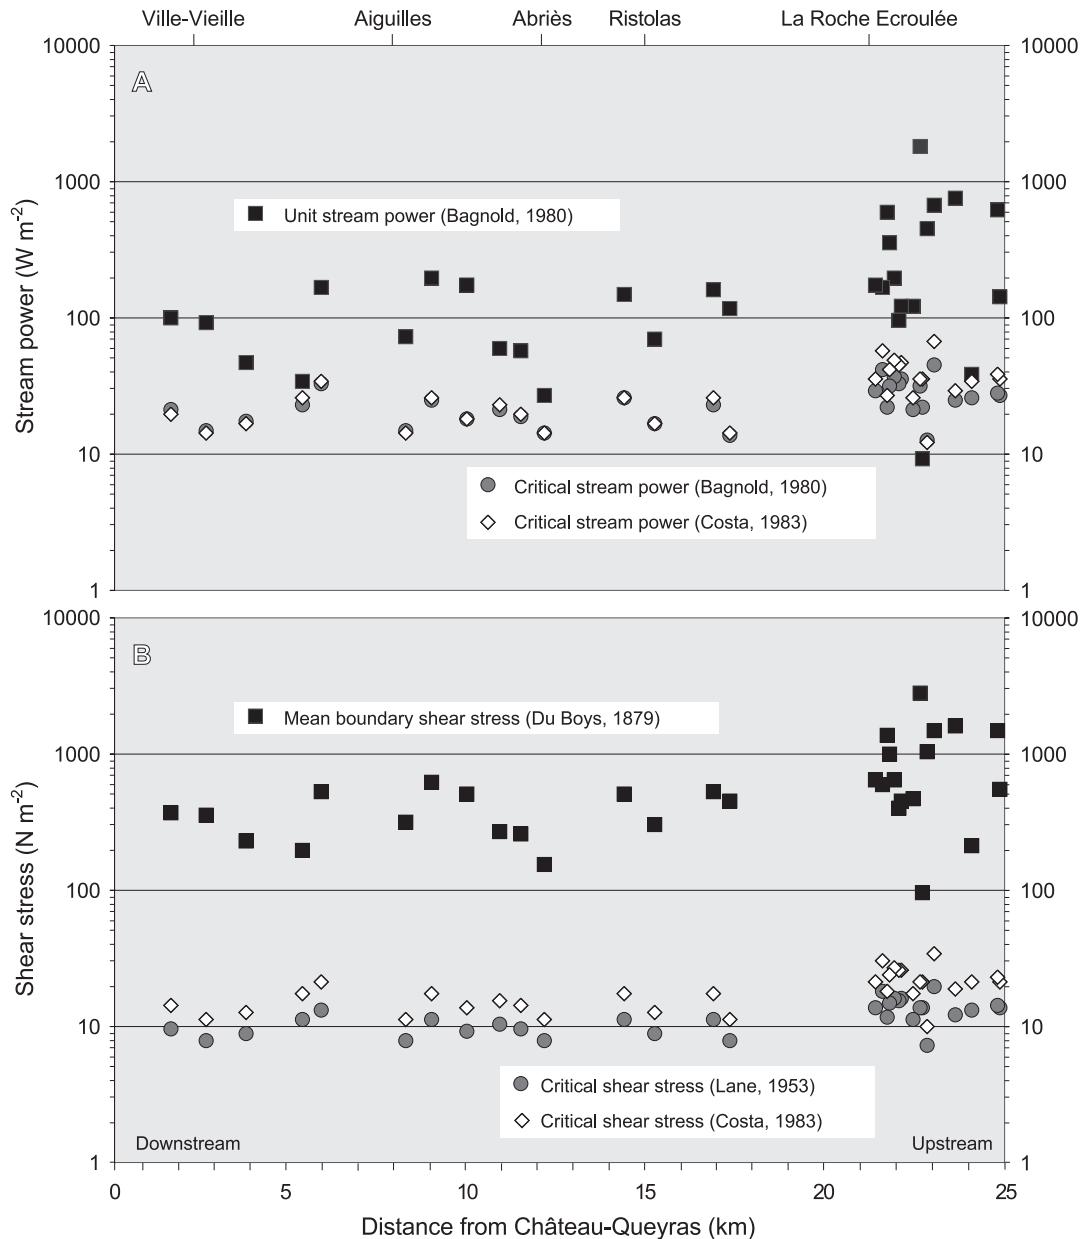 Ville-Vieille Aiguilles Abriès Ristolas La Roche Ecroulée
10000 10000
A
1000 1000
Unit stream power (Bagnold, 1980)
Stream power (W m-2)
100 100
10 10
Critical stream power (Bagnold, 1980)
Critical stream power (Costa, 1983)
1 1
10000 10000
B
Mean boundary shear stress (Du Boys, 1879)
1000 1000
Shear stress (N m-2)
100 100
10 10
Critical shear stress (Lane, 1953)
Critical shear stress (Costa, 1983)
Downstream Upstream
1 1
0 5 10 15 20 25
Distance from Château-Queyras (km)